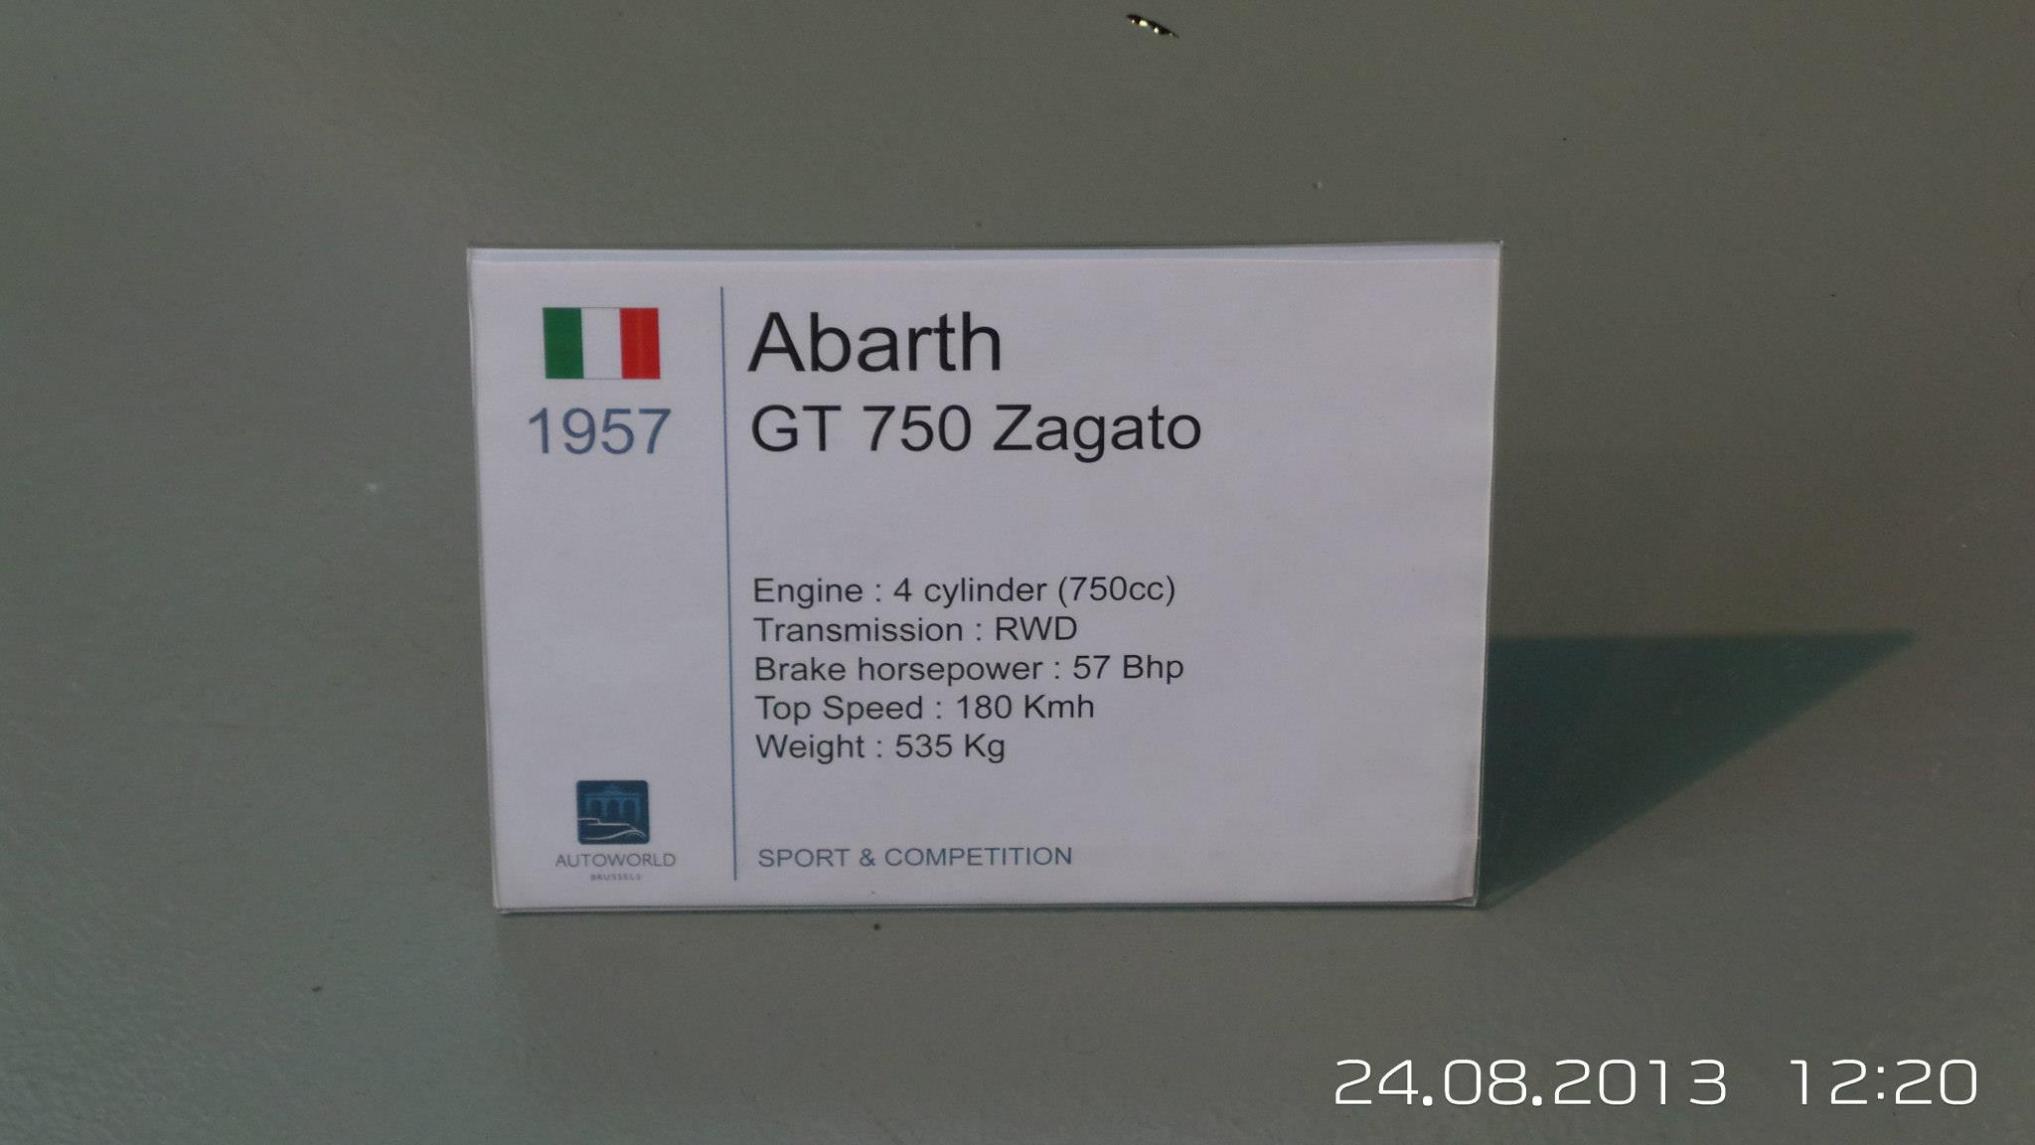 1957
AUTOWORLD
BRUSSELS
Abarth
GT 750 Zagato
Engine : 4 cylinder (750cc)
Transmission : RWD
Brake horsepower : 57 Bhp
Top Speed : 180 Kmh
Weight : 535 Kg
SPORT & COMPETITION
24.08.2013 12:20